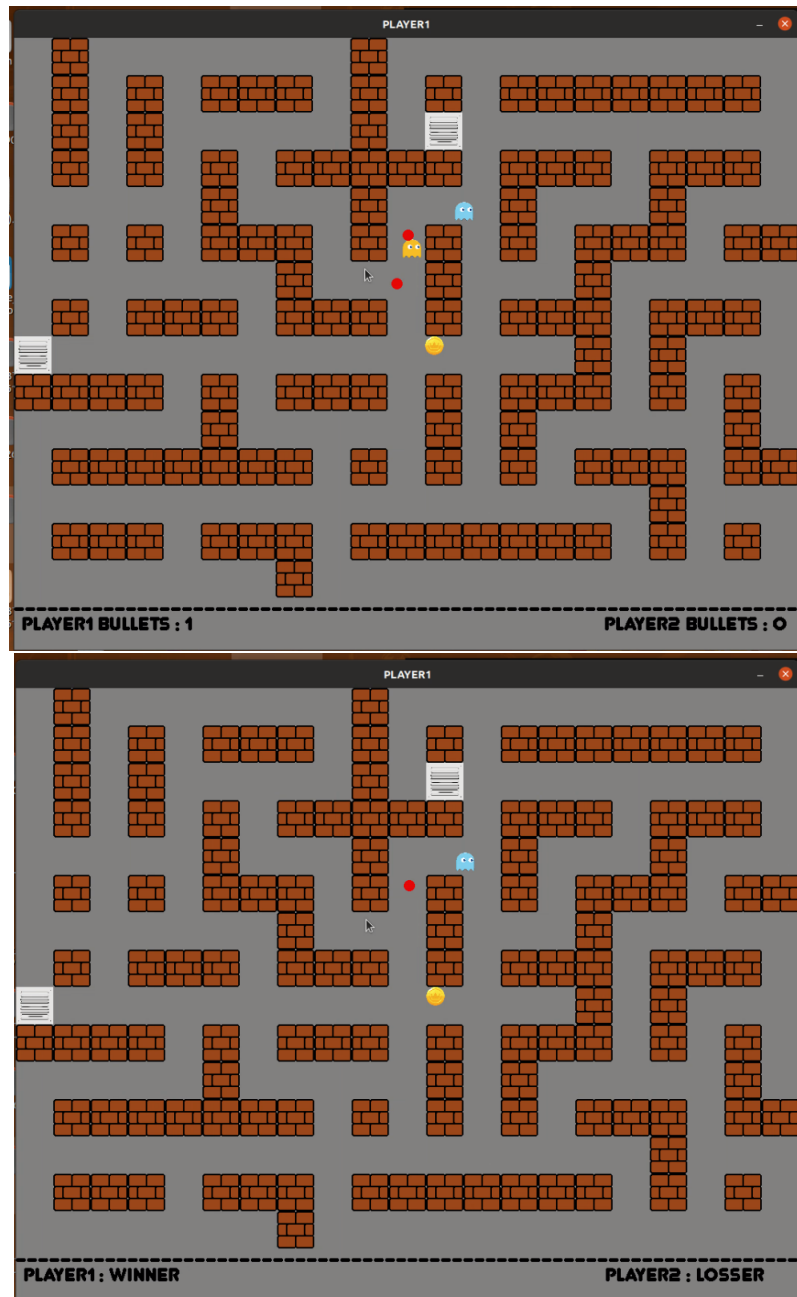 PLAYER1
PLAYER1 BULLETS : 1
PLAYER2 BULLETS : 0
PLAYER1
PLAYER1 : WINNER
PLAYER2 : LOSSER